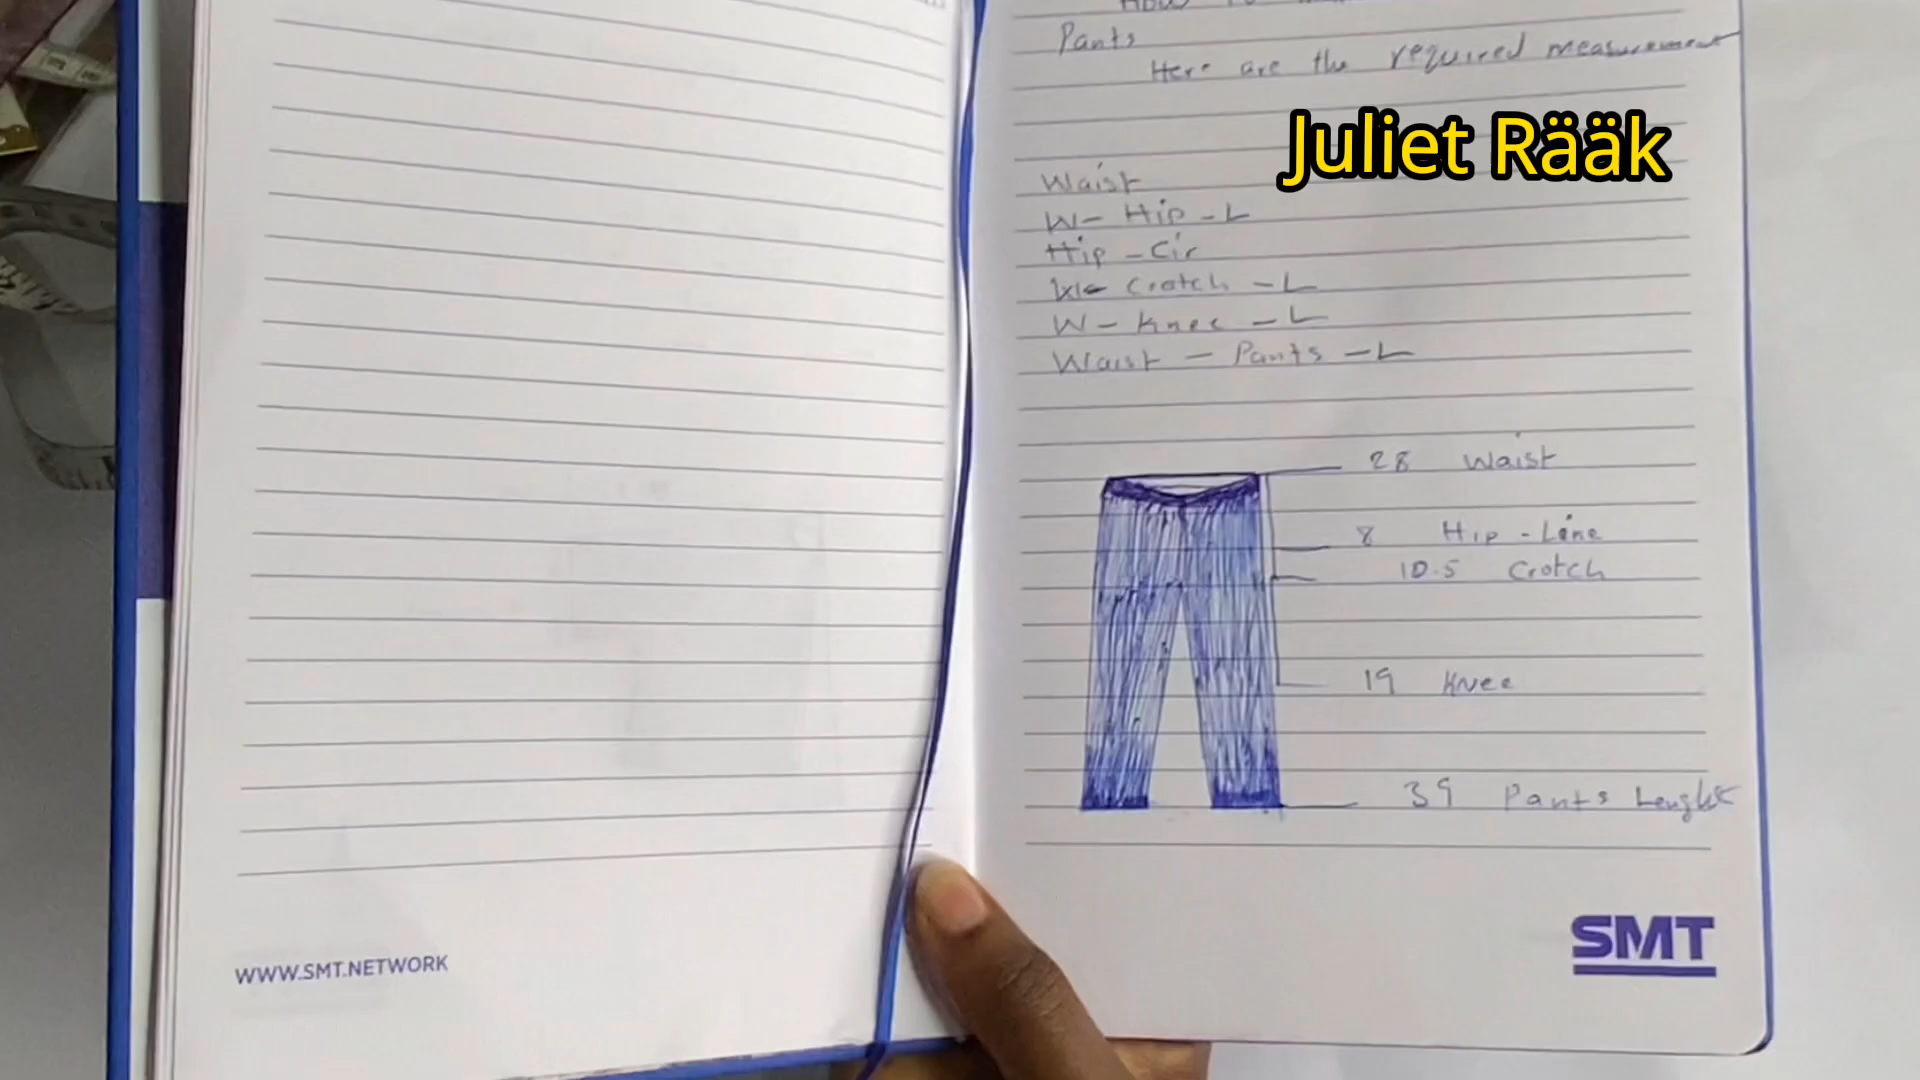 Pants
Here are the required measurement
Juliet Rääk
Waist
W- Hip - L
Hip - Cir
W- Crotch - L
W - Knee - L
Waist - Pants - L
28 Waist
8 Hip - Line
10.5 Crotch
19 Knee
39 Pants Lenght
WWW.SMT.NETWORK
SMT